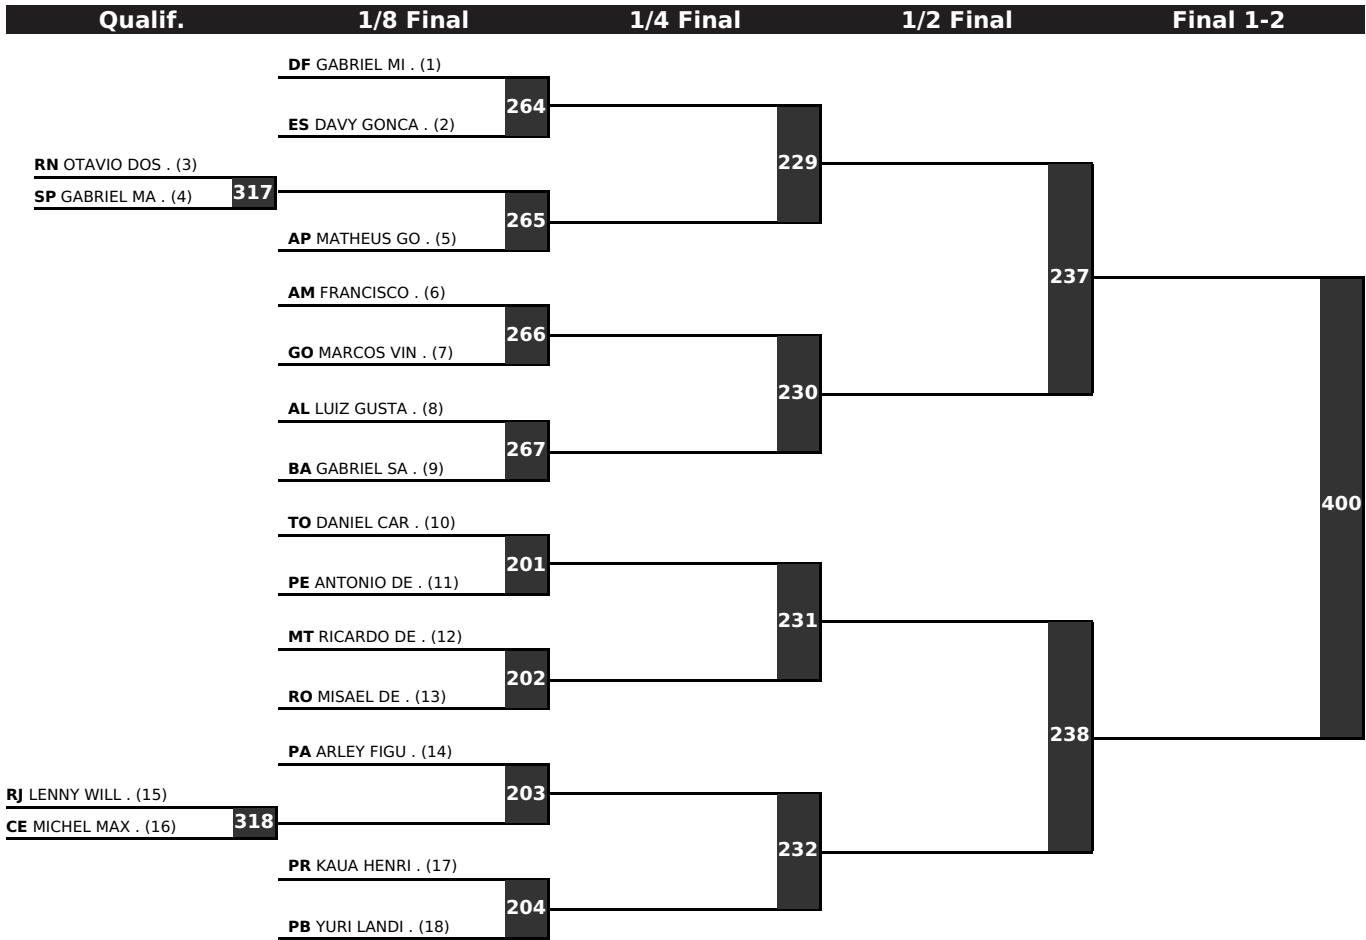 Qualif. 1/8 Final 1/4 Final 1/2 Final Final 1-2
DF GABRIEL MI . (1)
264
ES DAVY GONCA . (2)
229
RN OTAVIO DOS . (3)
SP GABRIEL MA . (4)
317
265
AP MATHEUS GO . (5)
237
AM FRANCISCO . (6)
266
GO MARCOS VIN . (7)
230
AL LUIZ GUSTA . (8)
267
BA GABRIEL SA . (9)
400
TO DANIEL CAR . (10)
201
PE ANTONIO DE . (11)
231
MT RICARDO DE . (12)
202
RO MISAEL DE . (13)
238
PA ARLEY FIGU . (14)
203
RJ LENNY WILL . (15)
CE MICHEL MAX . (16)
318
232
PR KAUA HENRI . (17)
204
PB YURI LANDI . (18)